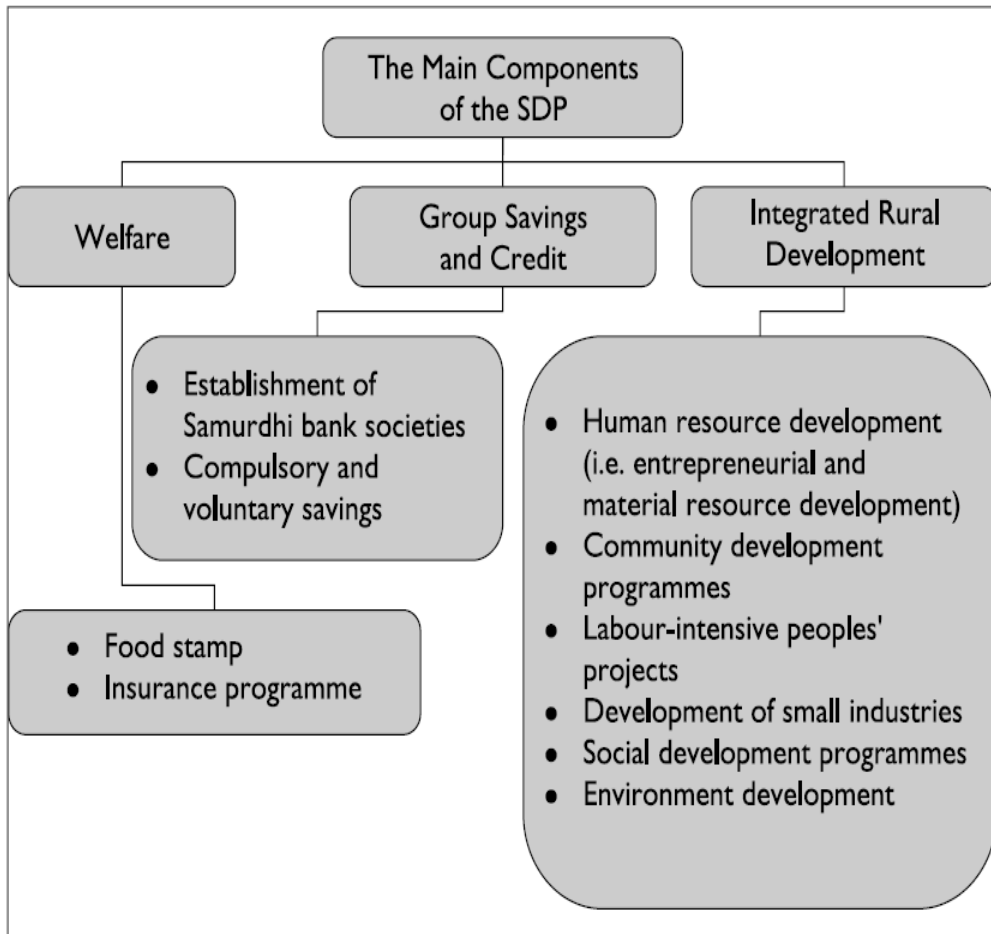 The Main Components
of the SDP
Welfare
Group Savings
and Credit
Integrated Rural
Development
● Establishment of
Samurdhi bank societies
● Compulsory and
voluntary savings
● Food stamp
● Insurance programme
● Human resource development
(i.e. entrepreneurial and
material resource development)
● Community development
programmes
● Labour-intensive peoples'
projects
● Development of small industries
● Social development programmes
● Environment development